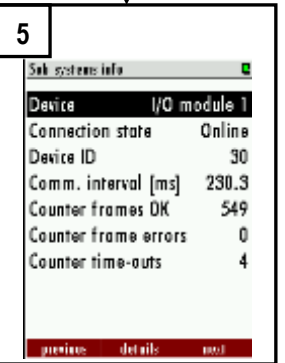 5
Sub systems info
Device I/O module 1
Connection state Online
Device ID 30
Comm. interval [ms] 230.3
Counter frames OK 549
Counter frame errors 0
Counter time-outs 4
previous details next